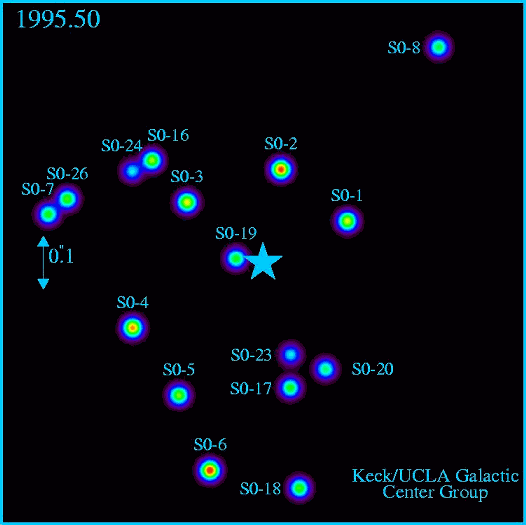 1995.50
S0-8
S0-16
S0-24
S0-2
S0-26
S0-3
S0-7
S0-1
S0-19
0."1
S0-4
S0-23
S0-20
S0-5
S0-17
S0-6
Keck/UCLA Galactic
Center Group
S0-18